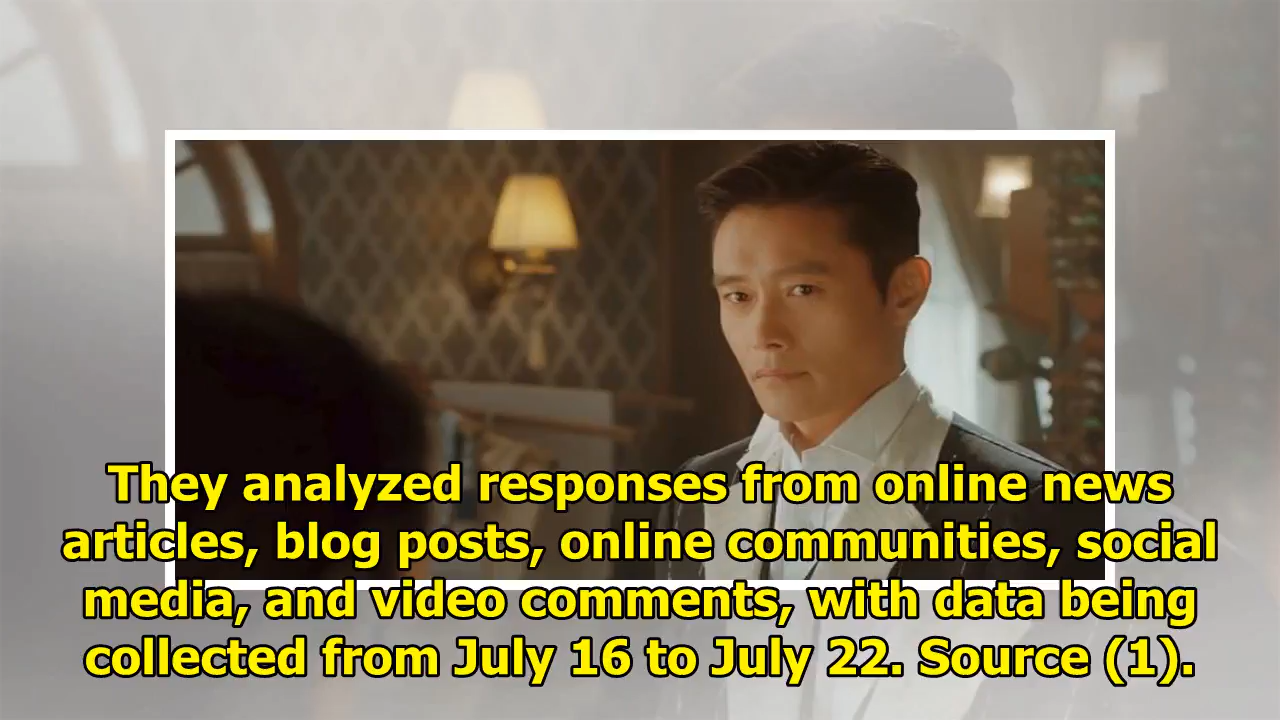 They analyzed responses from online news
articles, blog posts, online communities, social
media, and video comments, with data being
collected from July 16 to July 22. Source (1).